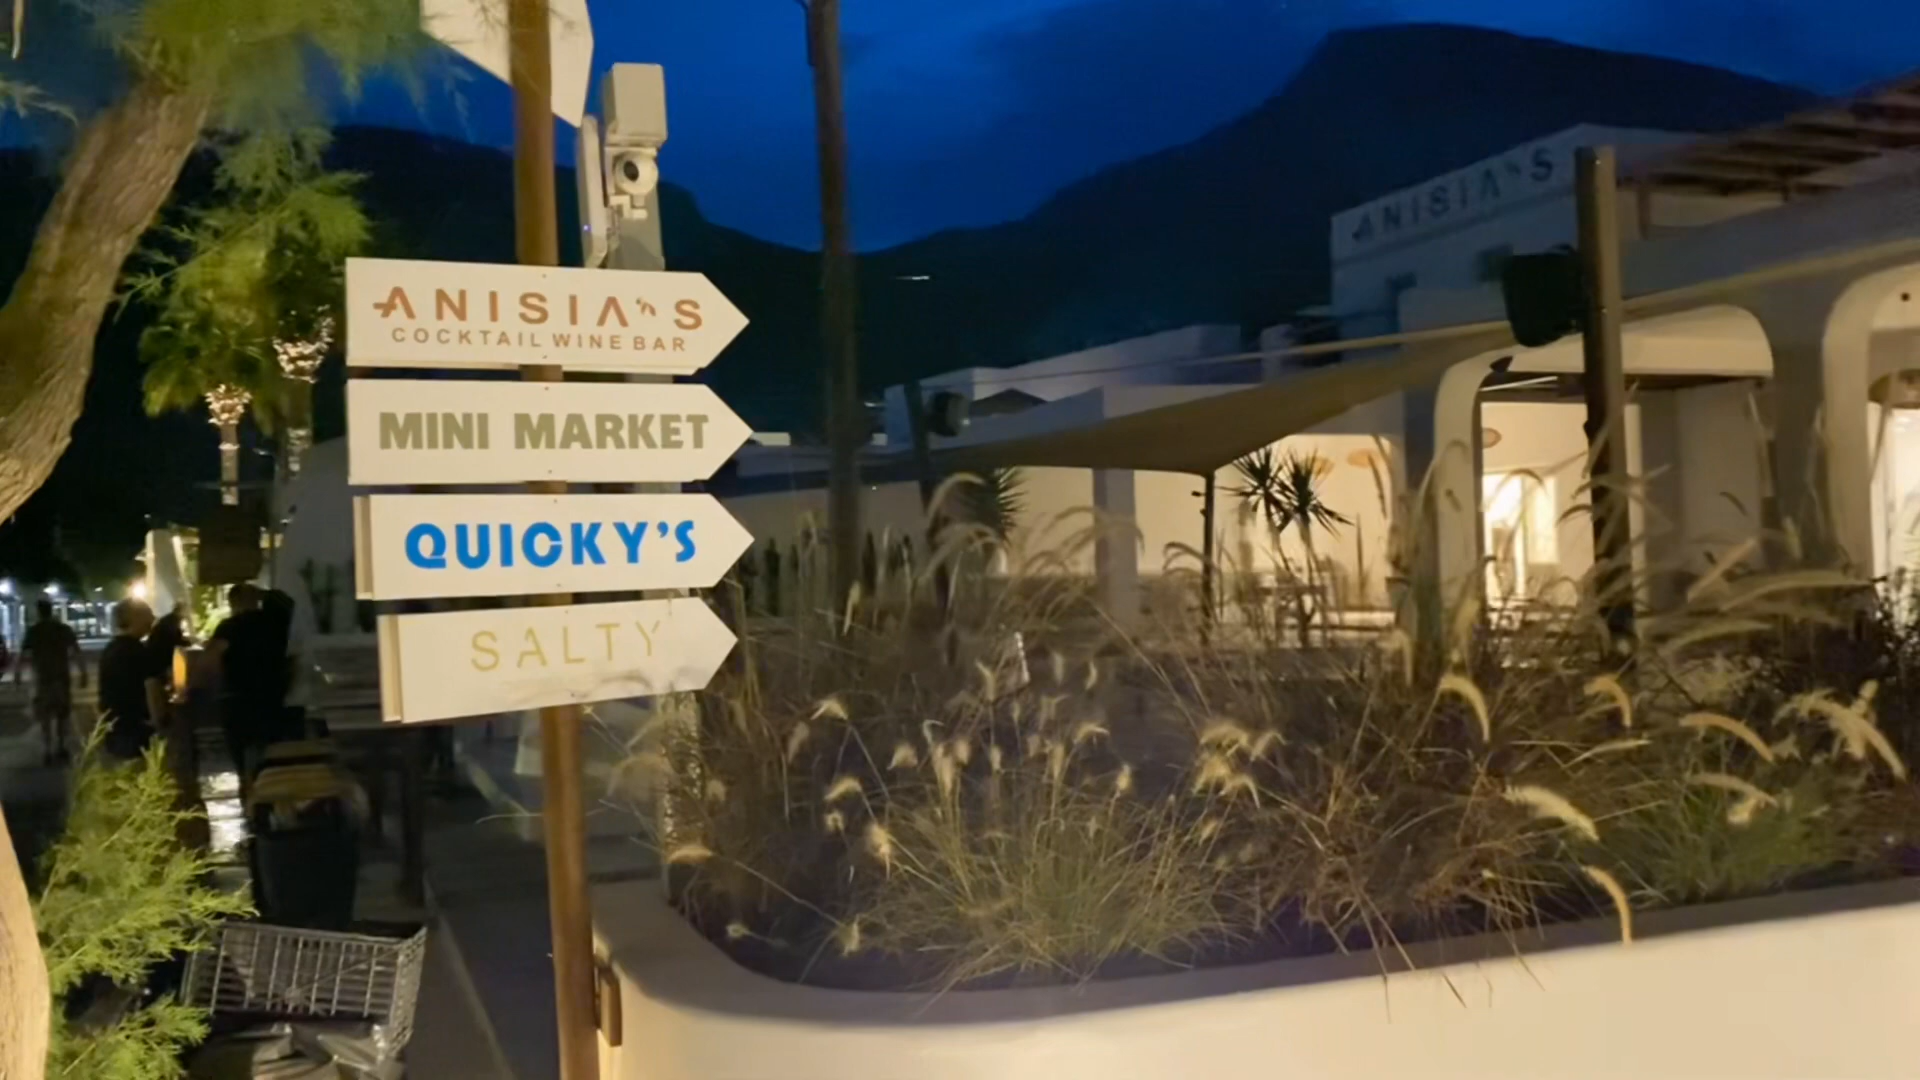 ANISIA'S
COCKTAIL WINE BAR
MINI MARKET
QUICKY'S
SALTY
ANISIA'S